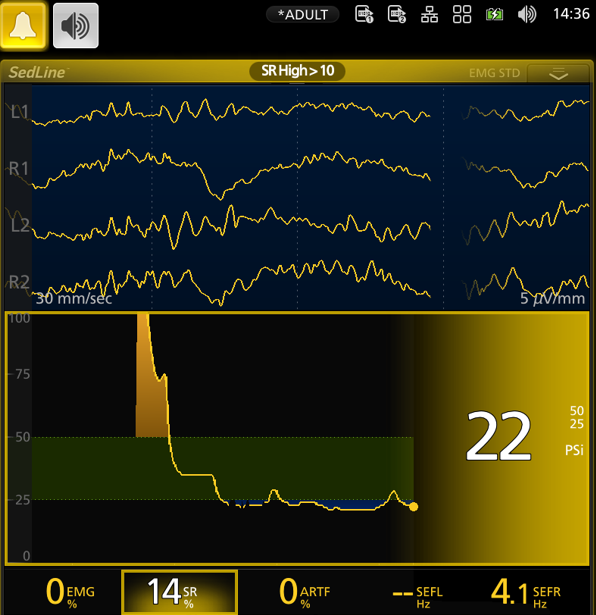 *ADULT 14:36
SedLine SR High > 10 EMG STD
L1
R1
L2
R2
30 mm/sec 5 µV/mm
100
75
50
25
0
22
50
25
PSi
0 EMG %
14 SR %
0 ARTF %
-- SEFL Hz
4.1 SEFR Hz